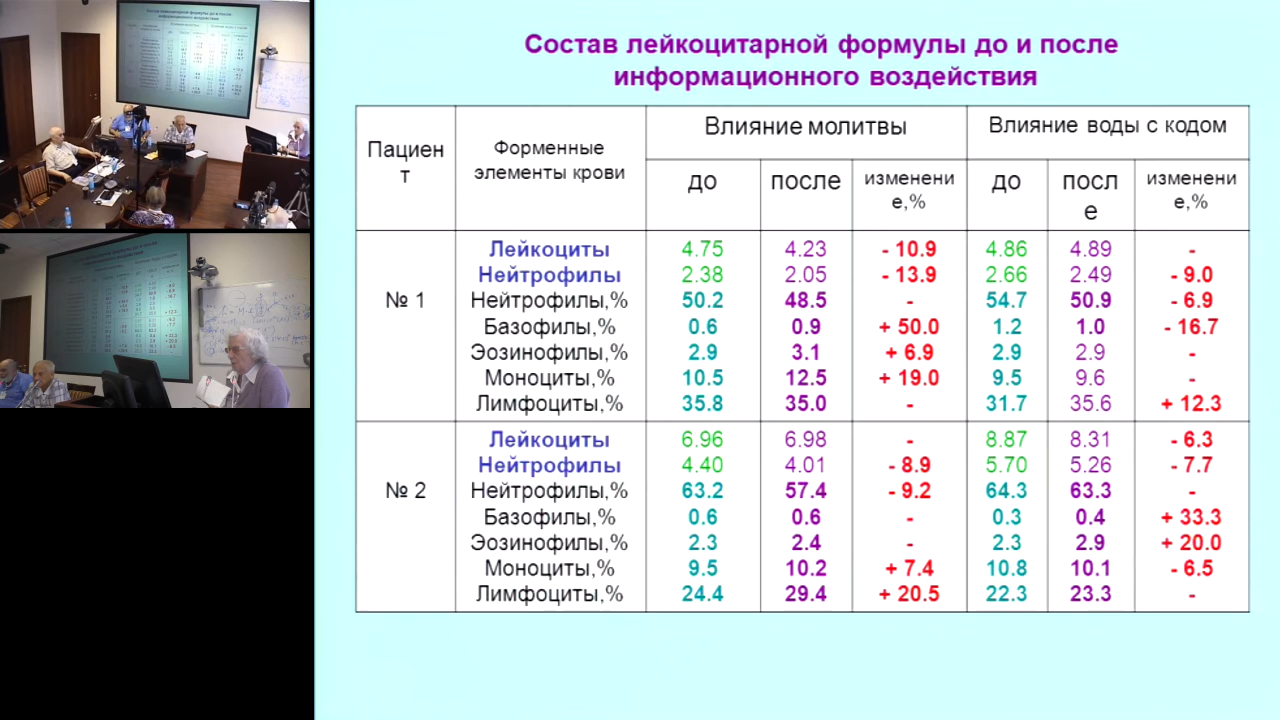 Состав лейкоцитарной формулы до и после
информационного воздействия
Пациен
т
Форменные
элементы крови
Влияние молитвы
Влияние воды с кодом
до
после
изменени
е,%
до
посл
е
изменени
е,%
№ 1
Лейкоциты 4.75 4.23 - 10.9 4.86 4.89 -
Нейтрофилы 2.38 2.05 - 13.9 2.66 2.49 - 9.0
Нейтрофилы,% 50.2 48.5 - 54.7 50.9 - 6.9
Базофилы,% 0.6 0.9 + 50.0 1.2 1.0 - 16.7
Эозинофилы,% 2.9 3.1 + 6.9 2.9 2.9 -
Моноциты,% 10.5 12.5 + 19.0 9.5 9.6 -
Лимфоциты,% 35.8 35.0 - 31.7 35.6 + 12.3
№ 2
Лейкоциты 6.96 6.98 - 8.87 8.31 - 6.3
Нейтрофилы 4.40 4.01 - 8.9 5.70 5.26 - 7.7
Нейтрофилы,% 63.2 57.4 - 9.2 64.3 63.3 -
Базофилы,% 0.6 0.6 - 0.3 0.4 + 33.3
Эозинофилы,% 2.3 2.4 - 2.3 2.9 + 20.0
Моноциты,% 9.5 10.2 + 7.4 10.8 10.1 - 6.5
Лимфоциты,% 24.4 29.4 + 20.5 22.3 23.3 -